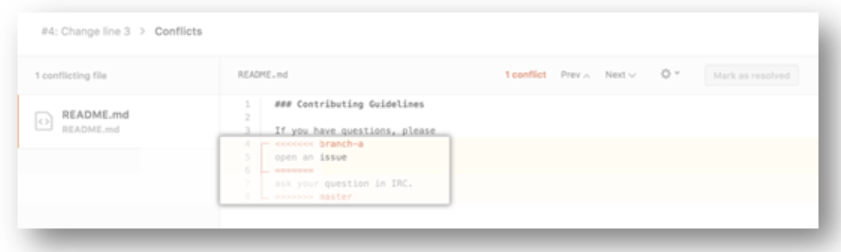 #4: Change line 3 > Conflicts
1 conflicting file
README.md
1 conflict Prev Next Mark as resolved
README.md
README.md
1 ### Contributing Guidelines
2
3 If you have questions, please
4 <<<<<<< branch-a
5 open an issue
6 =======
7 ask your question in IRC.
8 >>>>>>> master